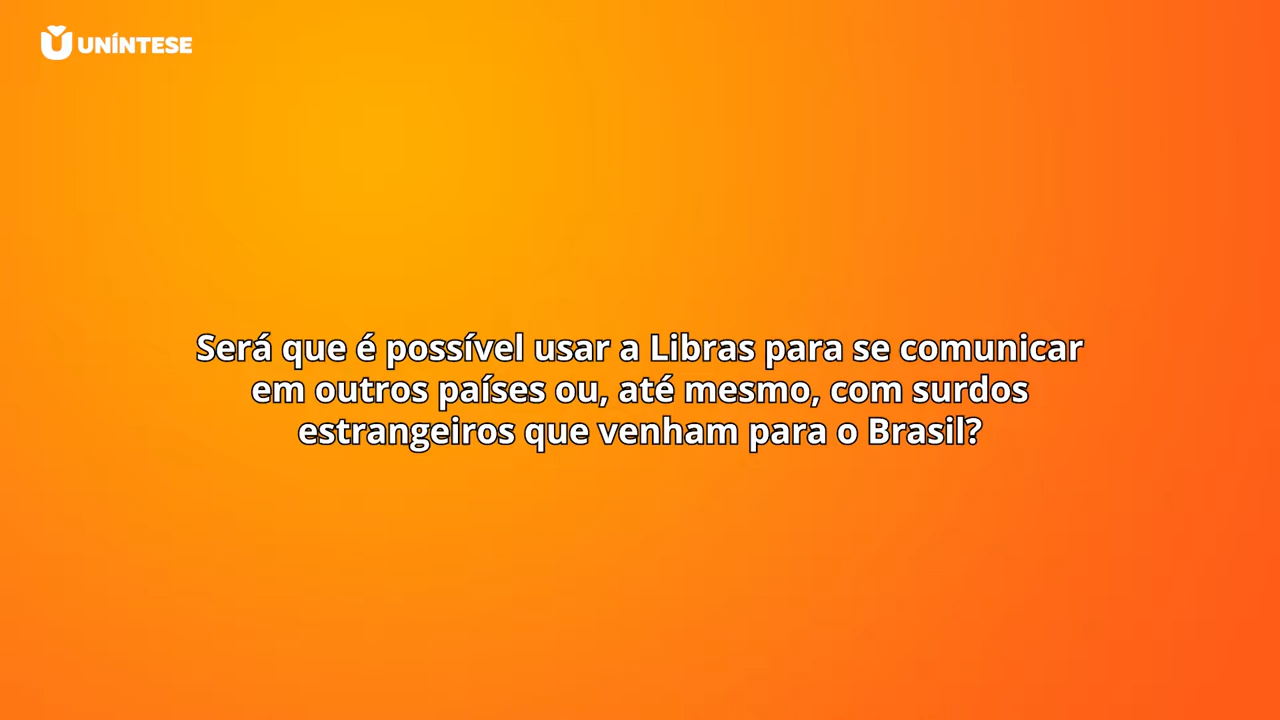 UNÍNTESE
Será que é possível usar a Libras para se comunicar
em outros países ou, até mesmo, com surdos
estrangeiros que venham para o Brasil?